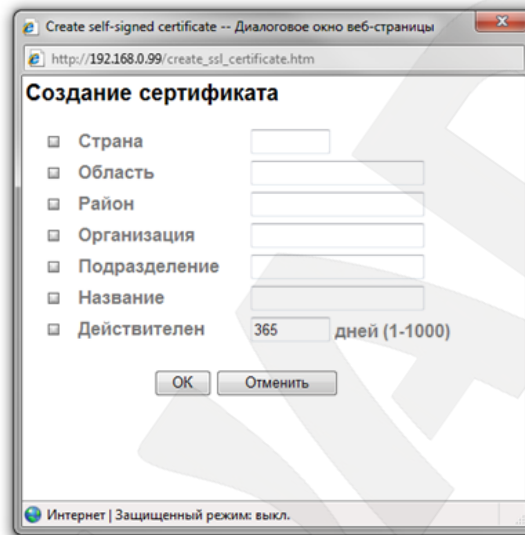 Create self-signed certificate -- Диалоговое окно веб-страницы
http://192.168.0.99/create_ssl_certificate.htm
Создание сертификата
Страна
Область
Район
Организация
Подразделение
Название
Действителен 365 дней (1-1000)
OK Отменить
Интернет | Защищенный режим: выкл.